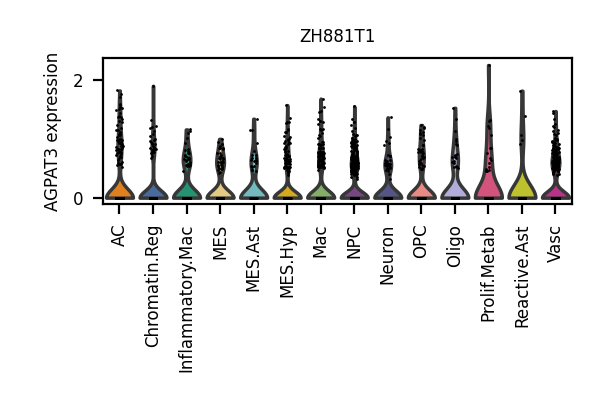 ZH881T1
AGPAT3 expression
2
0
AC
Chromatin.Reg
Inflammatory.Mac
MES
MES.Ast
MES.Hyp
Mac
NPC
Neuron
OPC
Oligo
Prolif.Metab
Reactive.Ast
Vasc